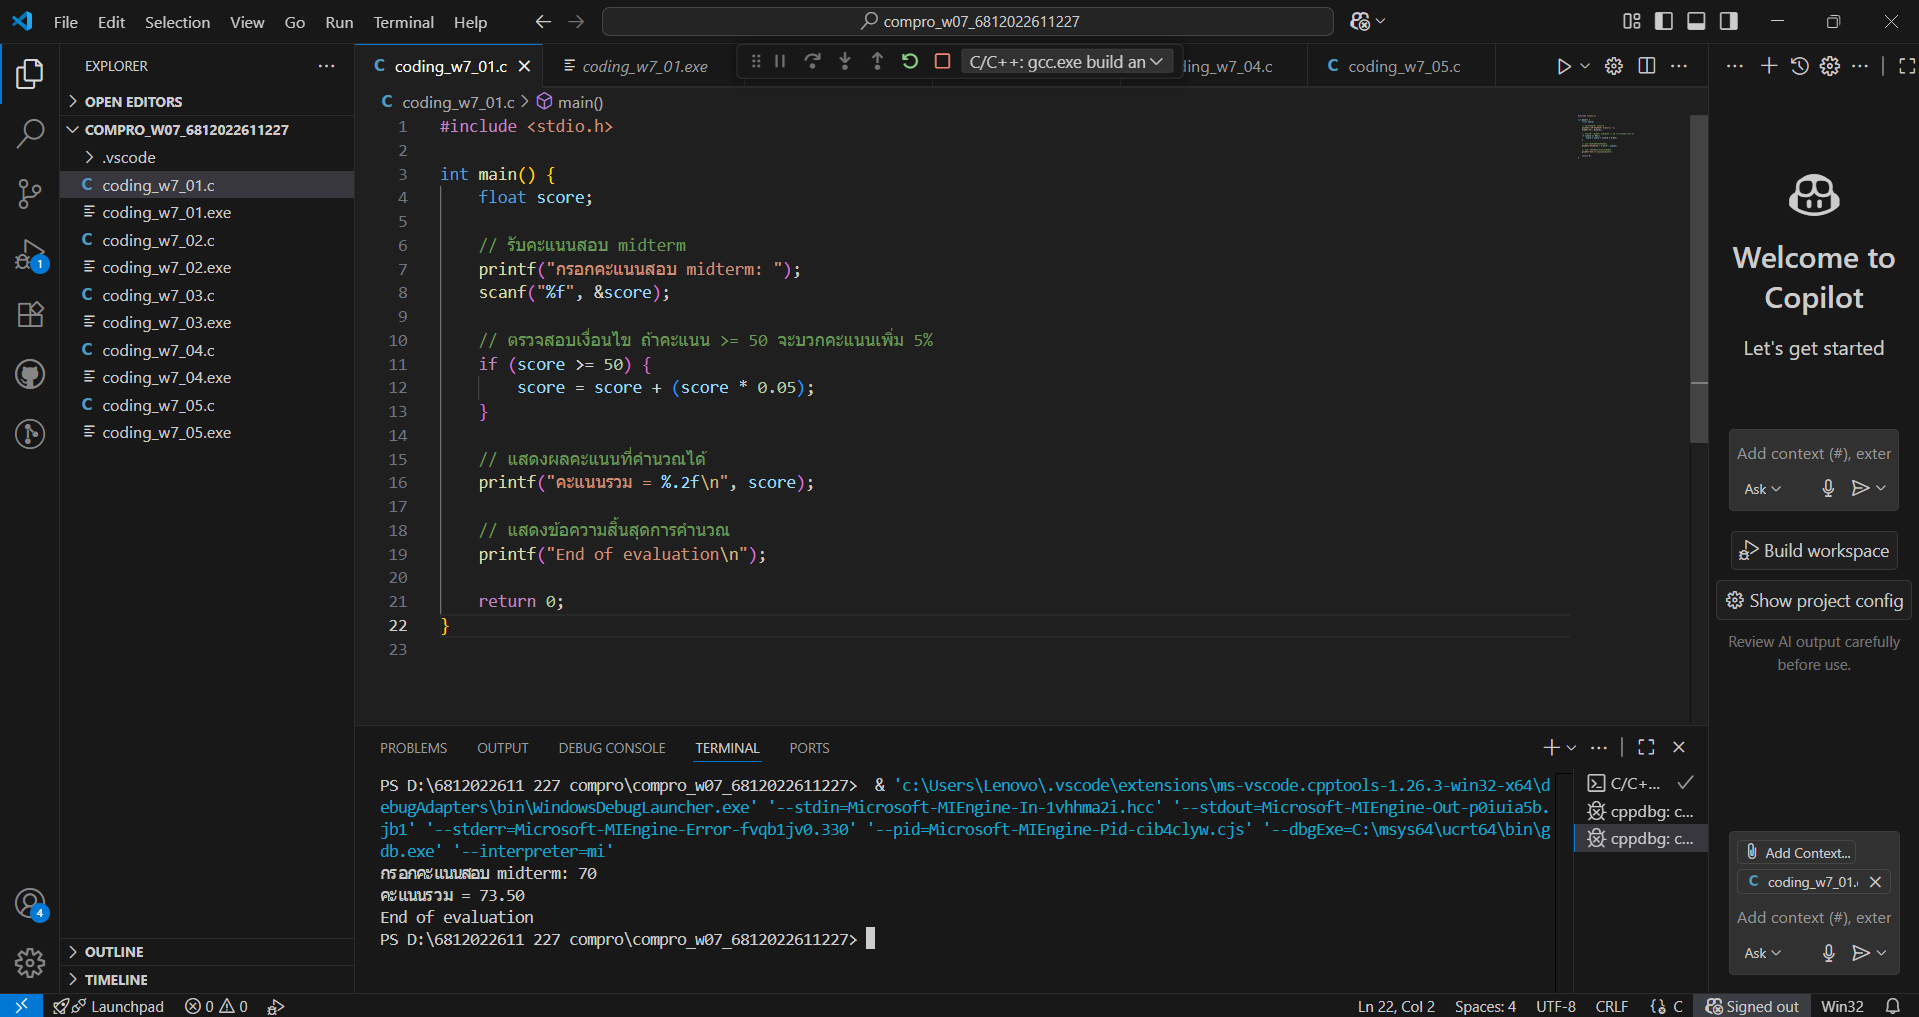 File Edit Selection View Go Run Terminal Help
compro_w07_6812022611227
EXPLORER
OPEN EDITORS
COMPRO_W07_6812022611227
.vscode
C coding_w7_01.c
coding_w7_01.exe
C coding_w7_02.c
coding_w7_02.exe
C coding_w7_03.c
coding_w7_03.exe
C coding_w7_04.c
coding_w7_04.exe
C coding_w7_05.c
coding_w7_05.exe
OUTLINE
TIMELINE
1
4
C coding_w7_01.c
coding_w7_01.exe
C/C++: gcc.exe build an
ling_w7_04.c
C coding_w7_05.c
C coding_w7_01.c > main()
1 #include <stdio.h>
2
3 int main() {
4 float score;
5
6 // รับคะแนนสอบ midterm
7 printf("กรอกคะแนนสอบ midterm: ");
8 scanf("%f", &score);
9
10 // ตรวจสอบเงื่อนไข ถ้าคะแนน >= 50 จะบวกคะแนนเพิ่ม 5%
11 if (score >= 50) {
12 score = score + (score * 0.05);
13 }
14
15 // แสดงผลคะแนนที่คำนวณได้
16 printf("คะแนนรวม = %.2f\n", score);
17
18 // แสดงข้อความสิ้นสุดการคำนวณ
19 printf("End of evaluation\n");
20
21 return 0;
22 }
23
PROBLEMS OUTPUT DEBUG CONSOLE TERMINAL PORTS
PS D:\6812022611 227 compro\compro_w07_6812022611227> & 'c:\Users\Lenovo\.vscode\extensions\ms-vscode.cpptools-1.26.3-win32-x64\d
ebugAdapters\bin\WindowsDebugLauncher.exe' '--stdin=Microsoft-MIEngine-In-1vhhma2i.hcc' '--stdout=Microsoft-MIEngine-Out-p0iuia5b.
jb1' '--stderr=Microsoft-MIEngine-Error-fvqb1jv0.330' '--pid=Microsoft-MIEngine-Pid-cib4clyw.cjs' '--dbgExe=C:\msys64\ucrt64\bin\g
db.exe' '--interpreter=mi'
กรอกคะแนนสอบ midterm: 70
คะแนนรวม = 73.50
End of evaluation
PS D:\6812022611 227 compro\compro_w07_6812022611227>
C/C+...
cppdbg: c...
cppdbg: c...
Welcome to
Copilot
Let's get started
Add context (#), exter
Ask
Build workspace
Show project config
Review AI output carefully
before use.
Add Context...
C coding_w7_01.
Add context (#), exter
Ask
Launchpad 0 0
Ln 22, Col 2 Spaces: 4 UTF-8 CRLF {} C Signed out Win32